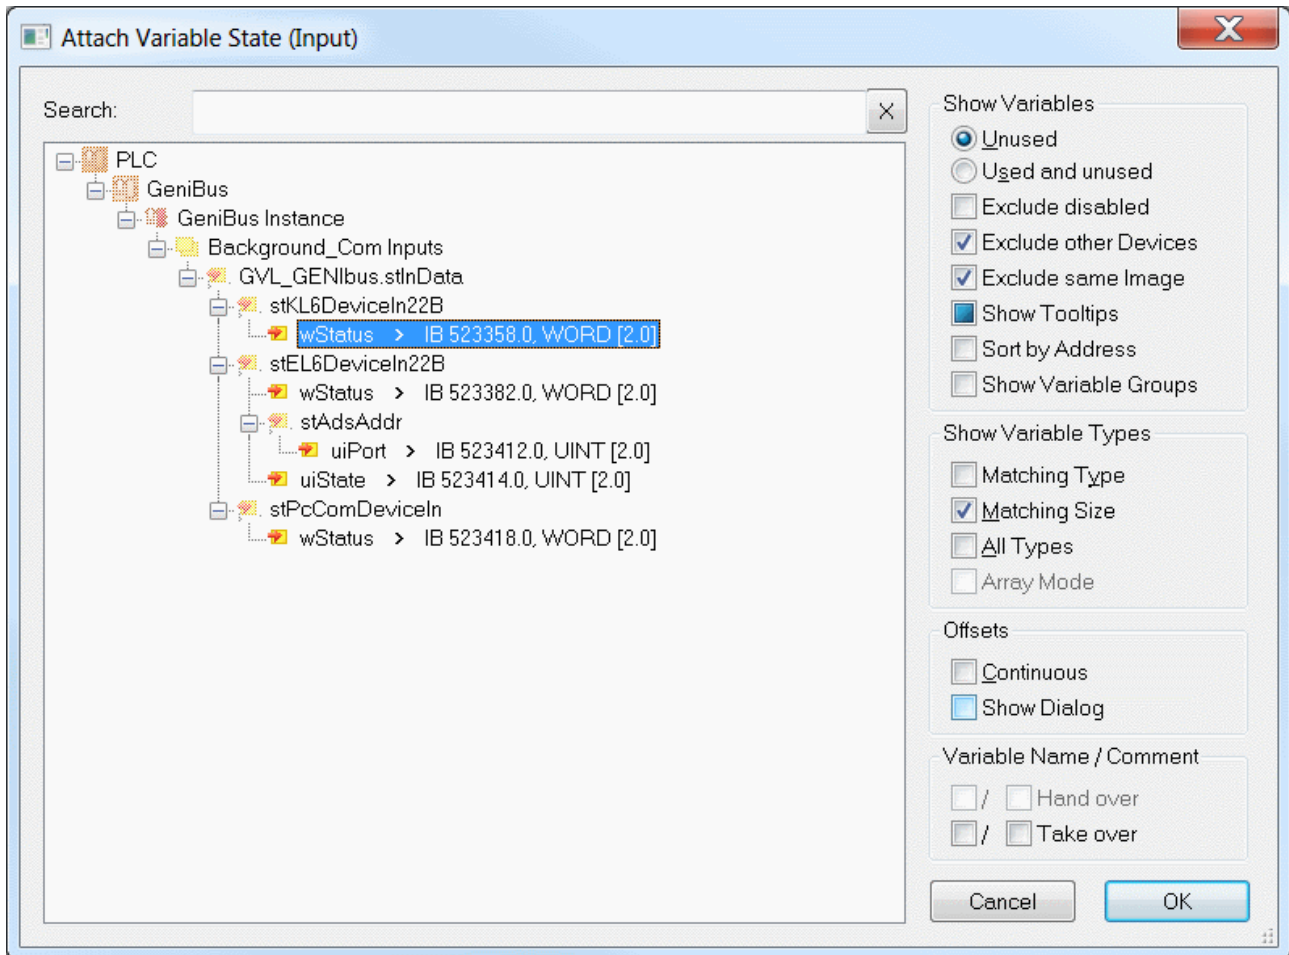 Attach Variable State (Input)
Search:
PLC
GeniBus
GeniBus Instance
Background_Com Inputs
GVL_GENIbus.stInData
stKL6DeviceIn22B
wStatus > IB 523358.0, WORD [2.0]
stEL6DeviceIn22B
wStatus > IB 523382.0, WORD [2.0]
stAdsAddr
uiPort > IB 523412.0, UINT [2.0]
uiState > IB 523414.0, UINT [2.0]
stPcComDeviceIn
wStatus > IB 523418.0, WORD [2.0]
Show Variables
Unused
Used and unused
Exclude disabled
Exclude other Devices
Exclude same Image
Show Tooltips
Sort by Address
Show Variable Groups
Show Variable Types
Matching Type
Matching Size
All Types
Array Mode
Offsets
Continuous
Show Dialog
Variable Name / Comment
/ Hand over
/ Take over
Cancel
OK